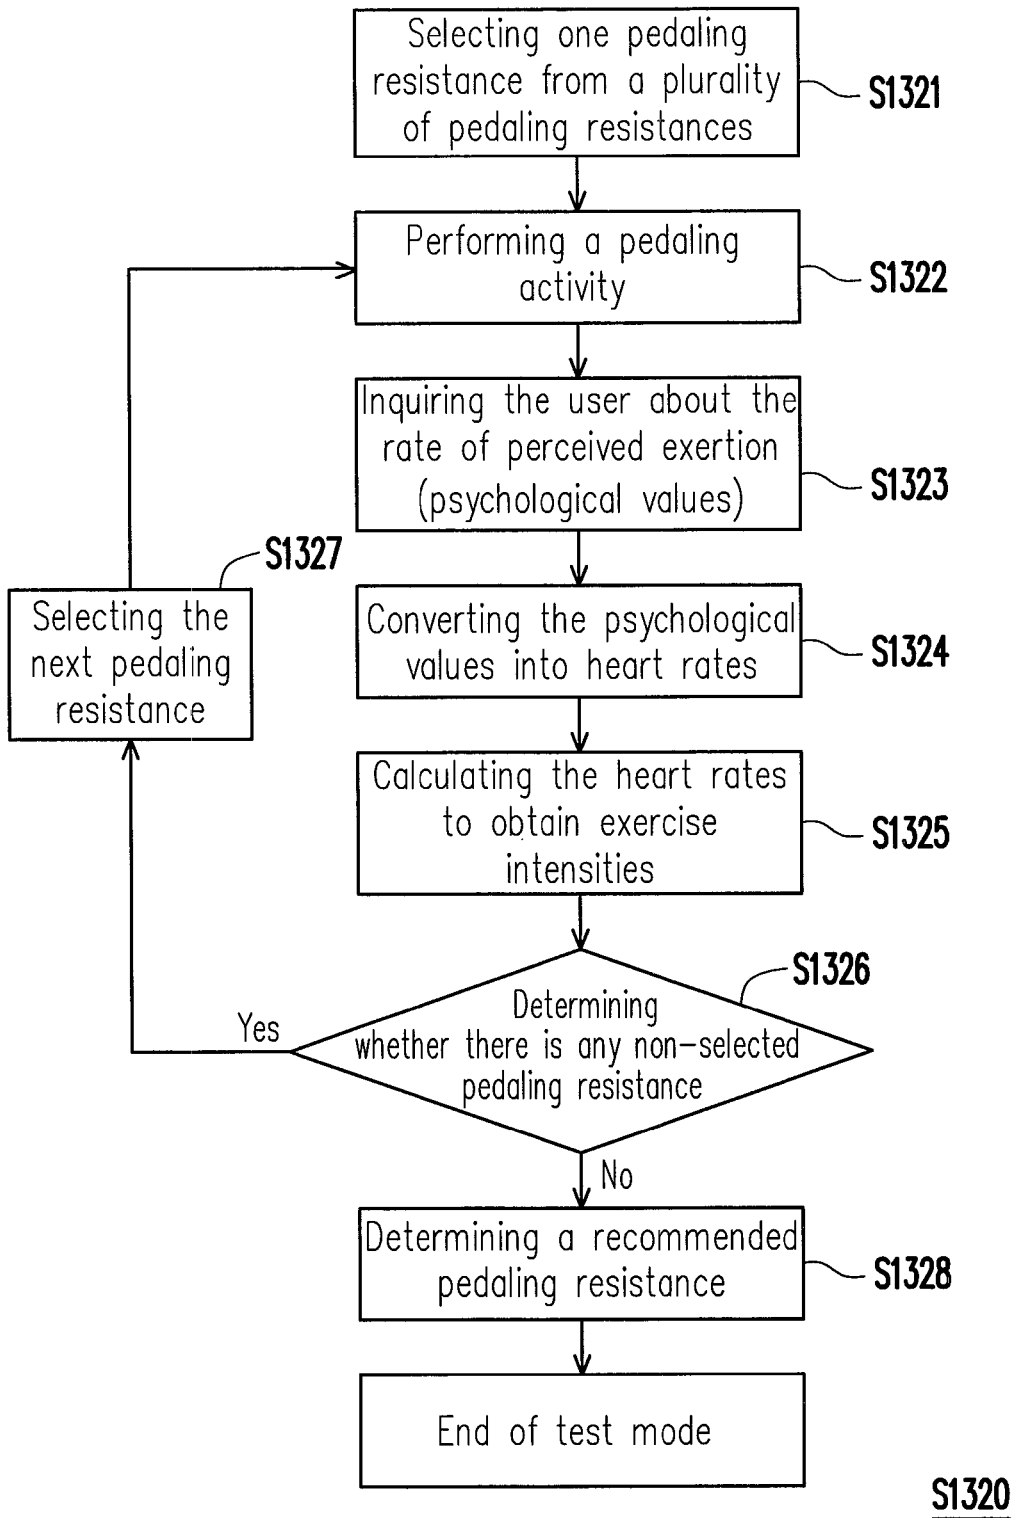 Selecting one pedaling
resistance from a plurality
of pedaling resistances
S1321
Performing a pedaling
activity
S1322
Inquiring the user about the
rate of perceived exertion
(psychological values)
S1323
S1327
Selecting the
next pedaling
resistance
Converting the psychological
values into heart rates
S1324
Calculating the heart rates
to obtain exercise
intensities
S1325
S1326
Determining
whether there is any non-selected
pedaling resistance
Yes
No
Determining a recommended
pedaling resistance
S1328
End of test mode
S1320